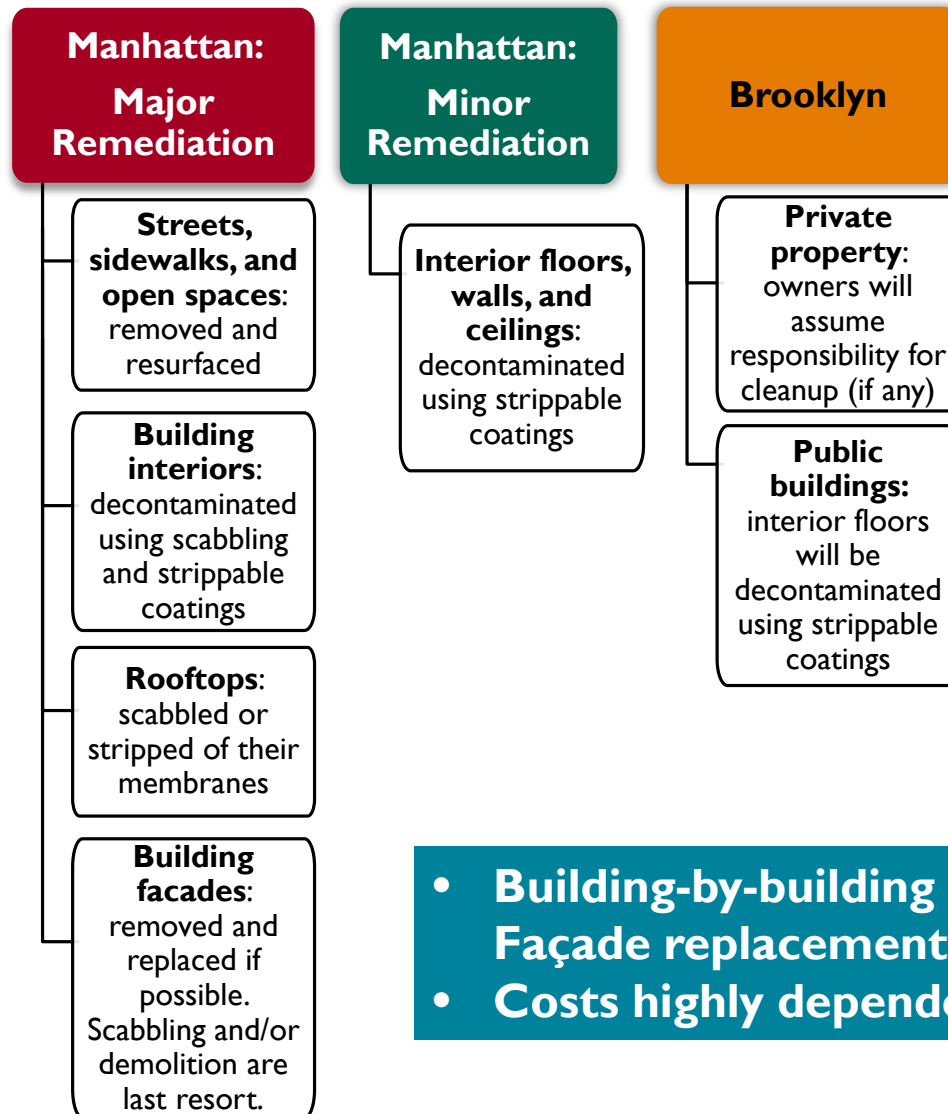 Manhattan:
Major
Remediation
Streets,
sidewalks, and
open spaces:
removed and
resurfaced
Building
interiors:
decontaminated
using scabbling
and strippable
coatings
Rooftops:
scabbled or
stripped of their
membranes
Building
facades:
removed and
replaced if
possible.
Scabbling and/or
demolition are
last resort.
Manhattan:
Minor
Remediation
Interior floors,
walls, and
ceilings:
decontaminated
using strippable
coatings
Brooklyn
Private
property:
owners will
assume
responsibility for
cleanup (if any)
Public
buildings:
interior floors
will be
decontaminated
using strippable
coatings
• Building-by-building
Façade replacement
• Costs highly